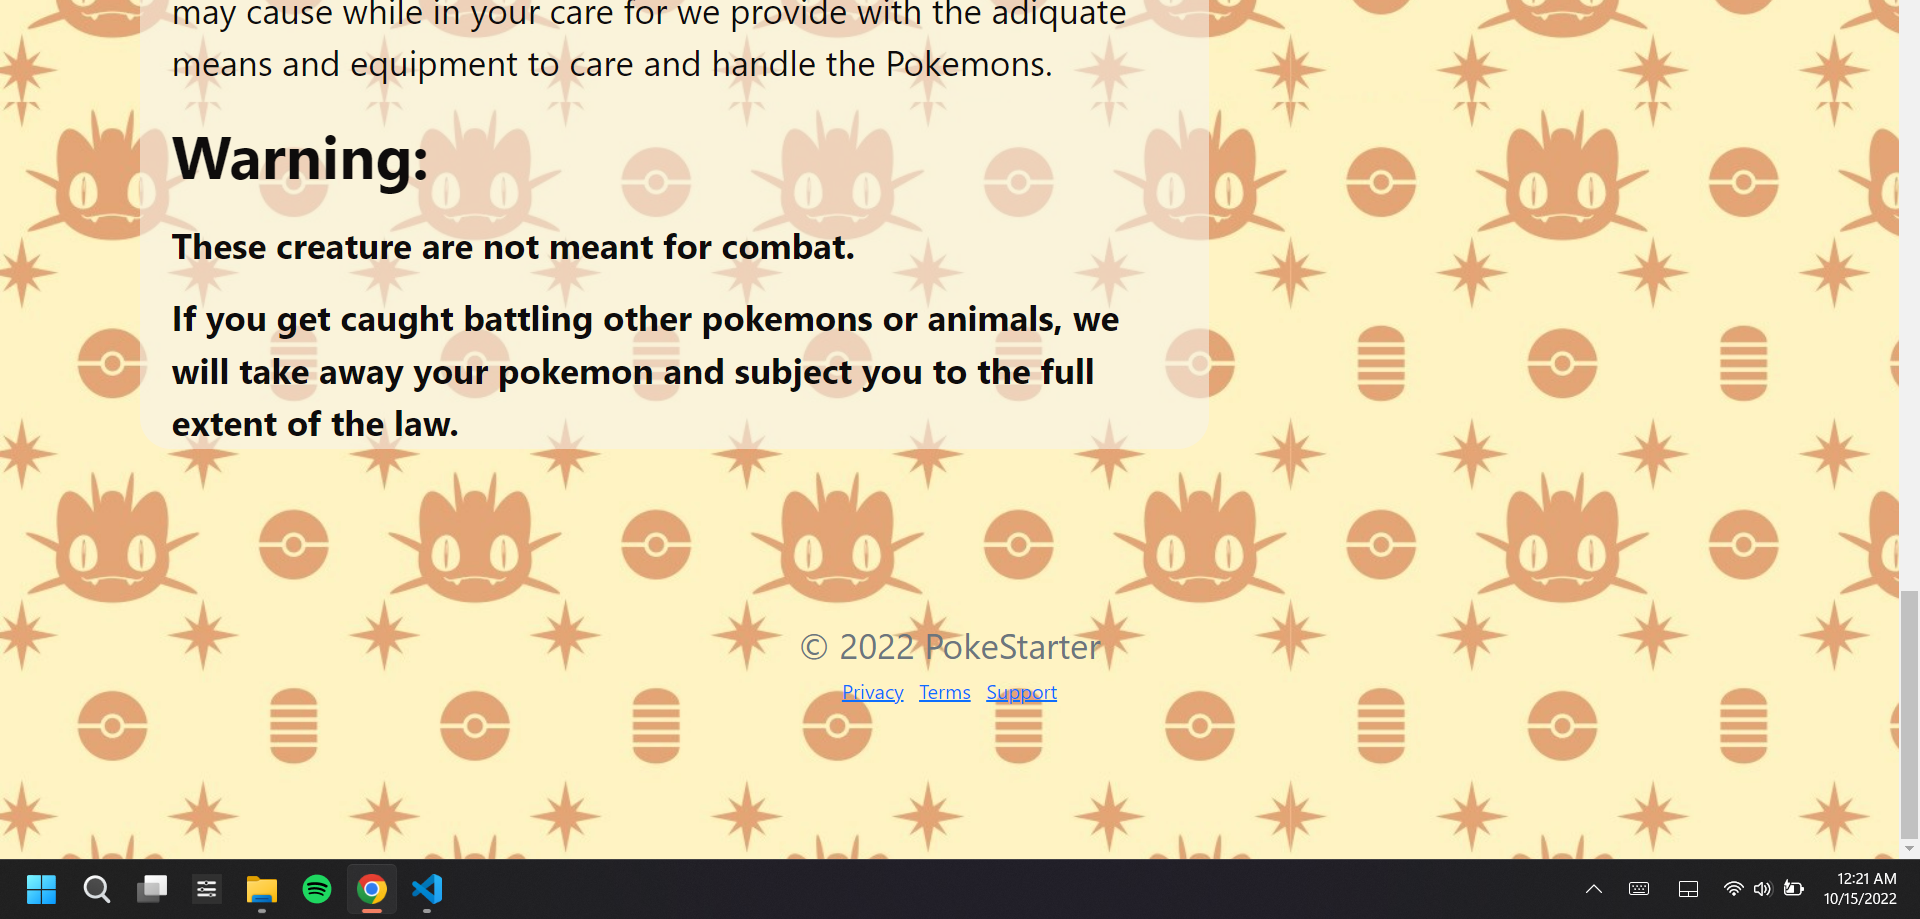 may cause while in your care for we provide with the adiquate
means and equipment to care and handle the Pokemons.
Warning:
These creature are not meant for combat.
If you get caught battling other pokemons or animals, we
will take away your pokemon and subject you to the full
extent of the law.
© 2022 PokeStarter
Privacy Terms Support
12:21 AM
10/15/2022